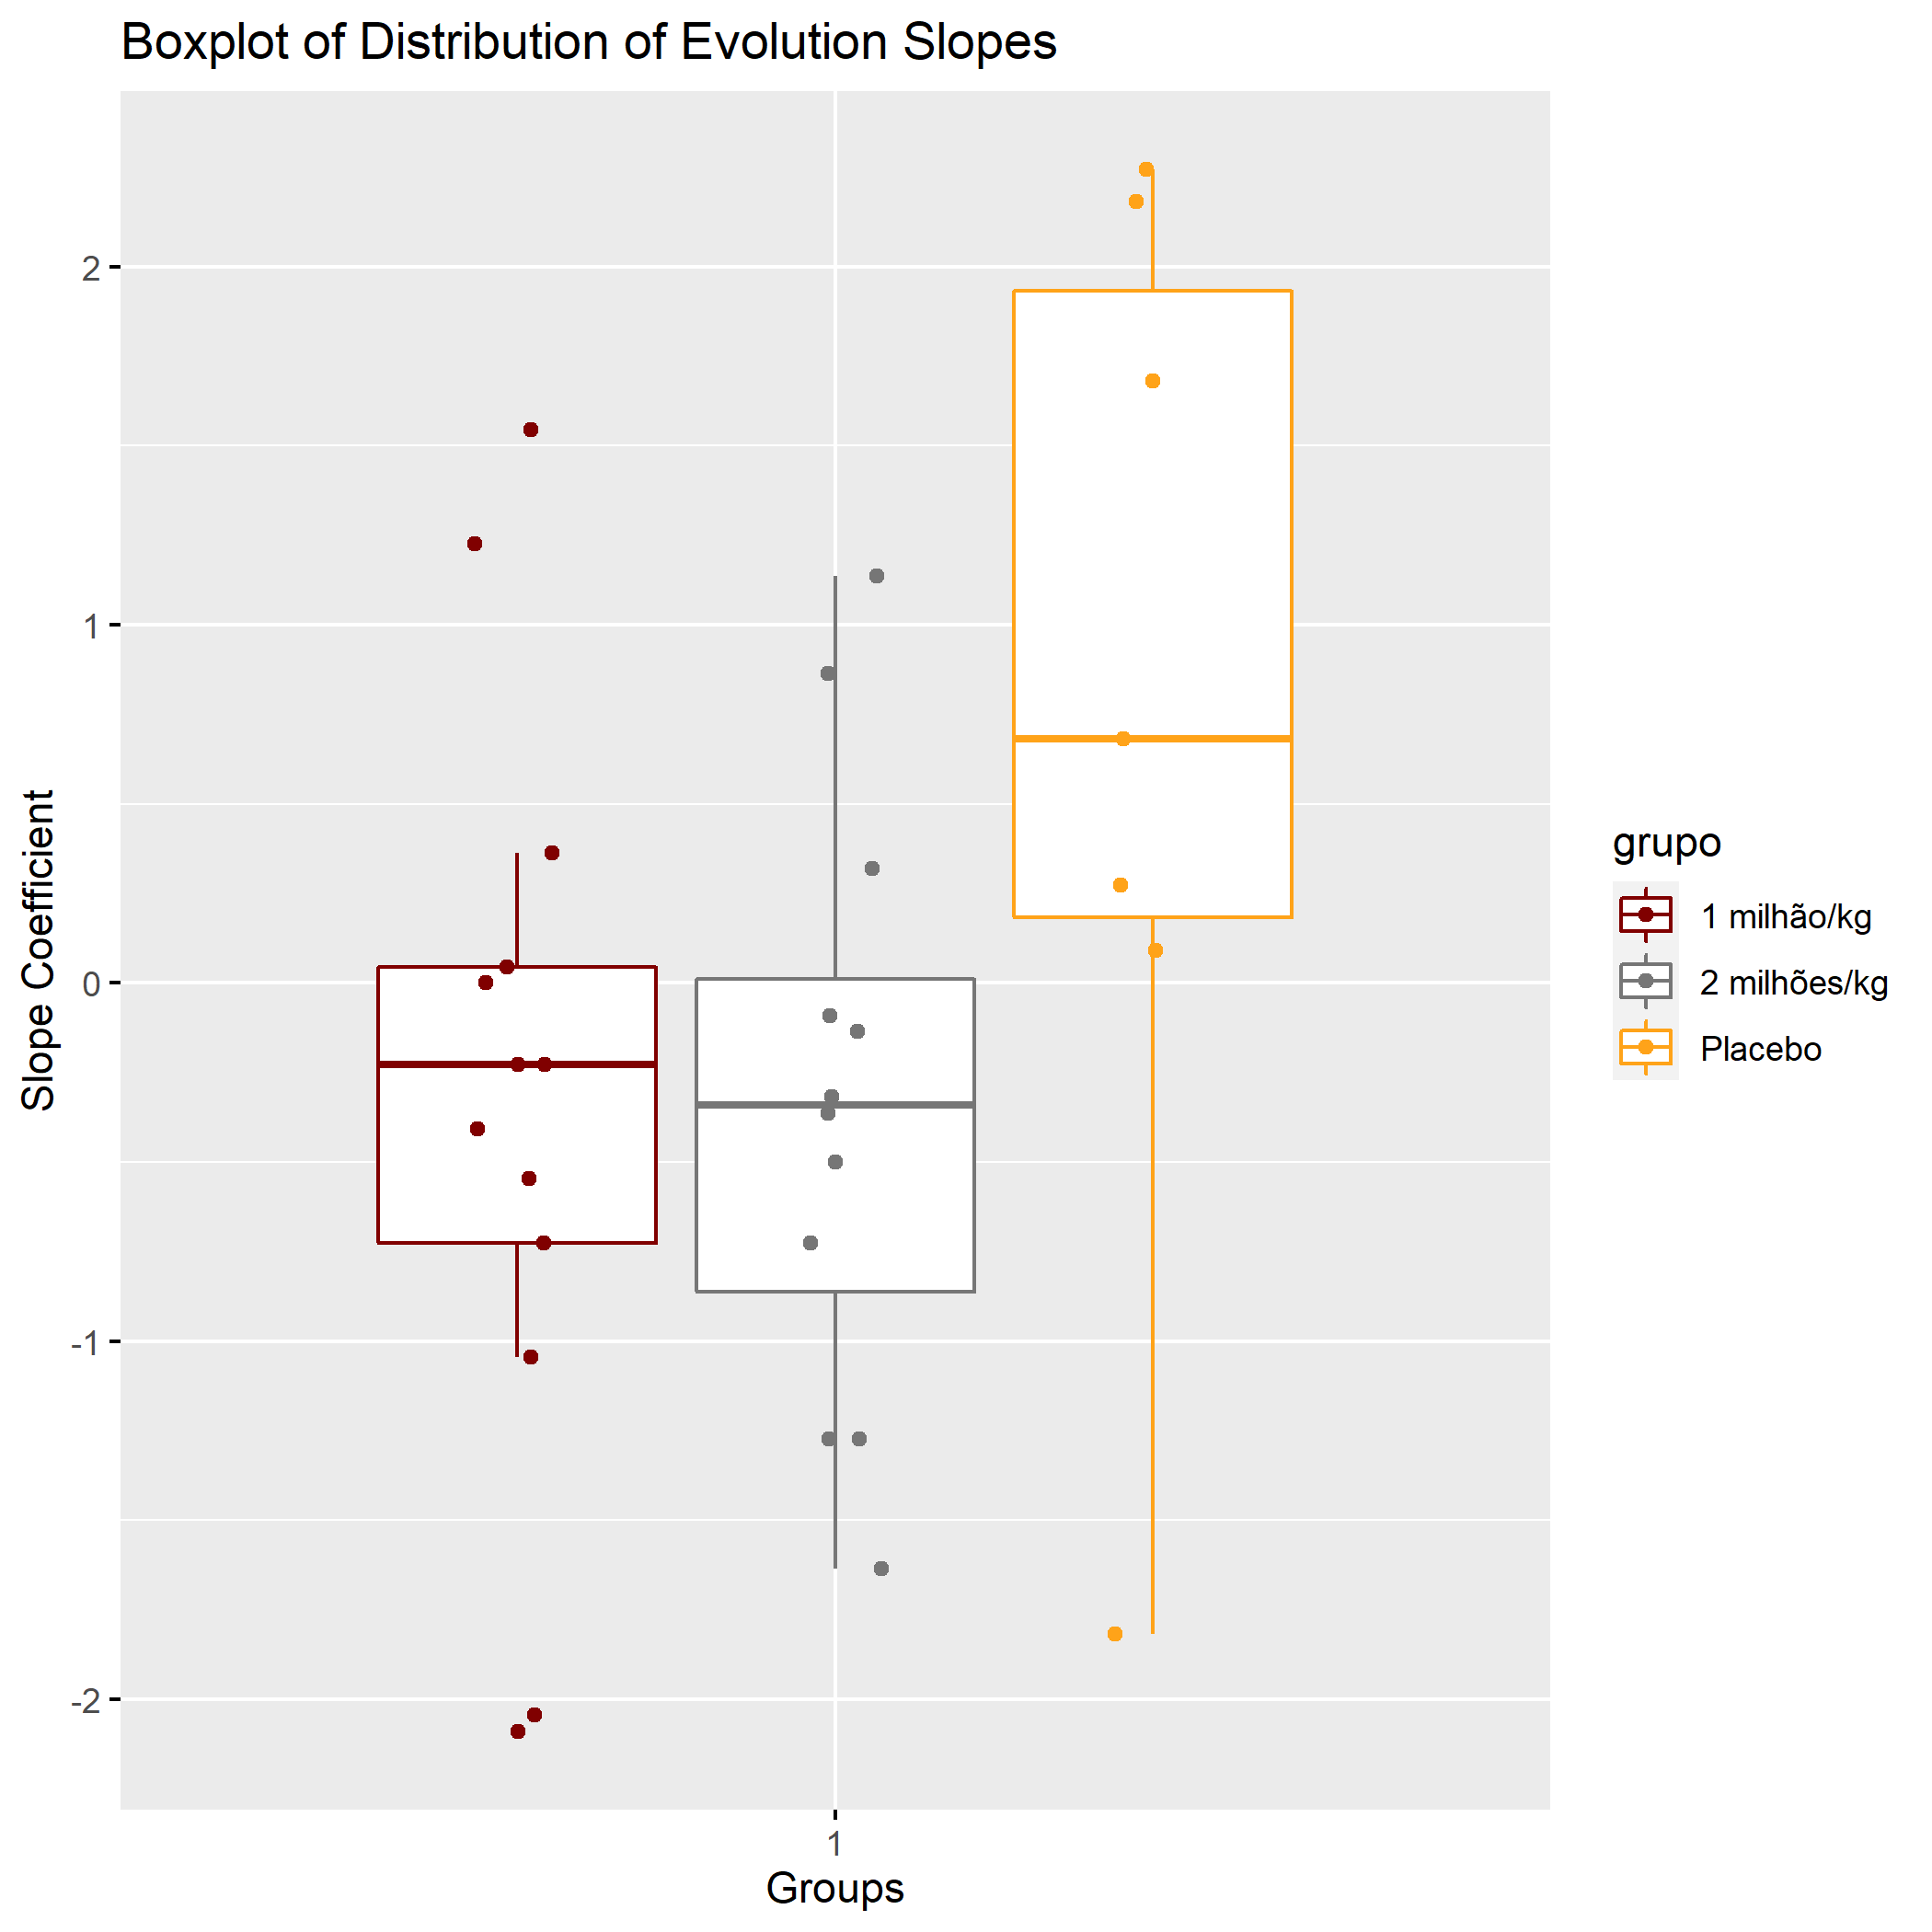 Boxplot of Distribution of Evolution Slopes
2
1
0
-1
-2
Slope Coefficient
1
Groups
grupo
1 milhão/kg
2 milhões/kg
Placebo